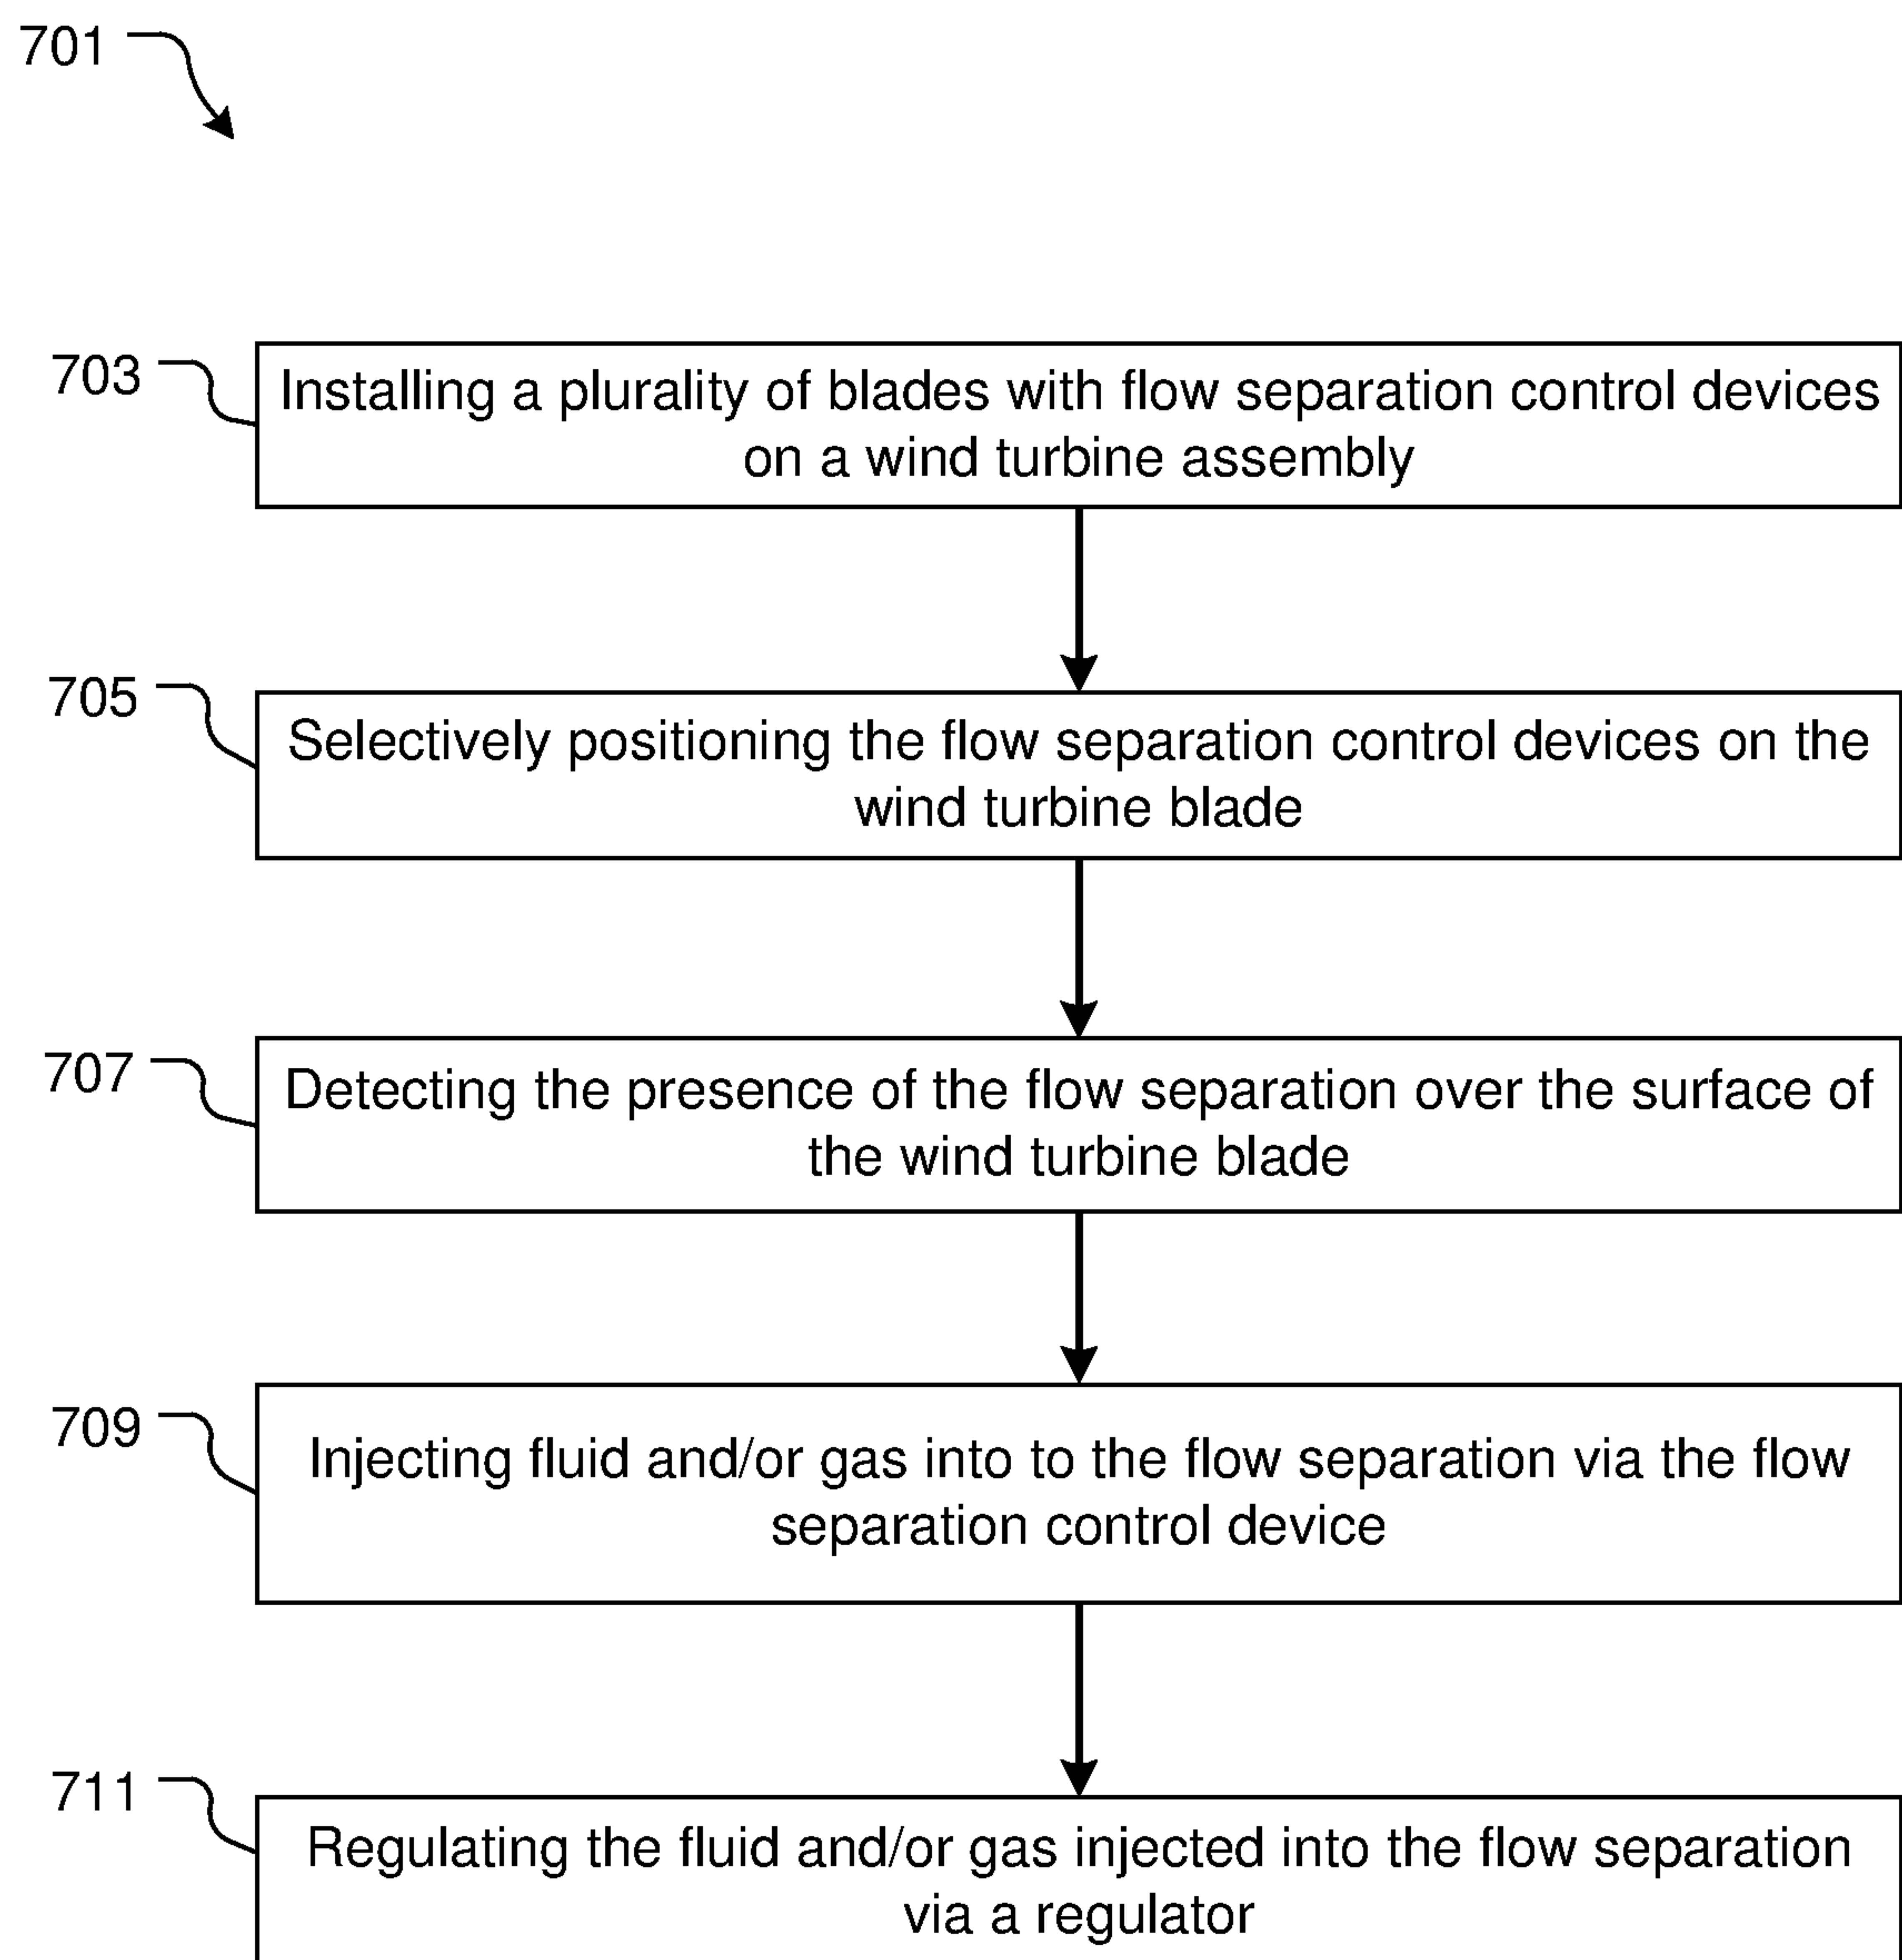 701
703
Installing a plurality of blades with flow separation control devices
on a wind turbine assembly
705
Selectively positioning the flow separation control devices on the
wind turbine blade
707
Detecting the presence of the flow separation over the surface of
the wind turbine blade
709
Injecting fluid and/or gas into to the flow separation via the flow
separation control device
711
Regulating the fluid and/or gas injected into the flow separation
via a regulator